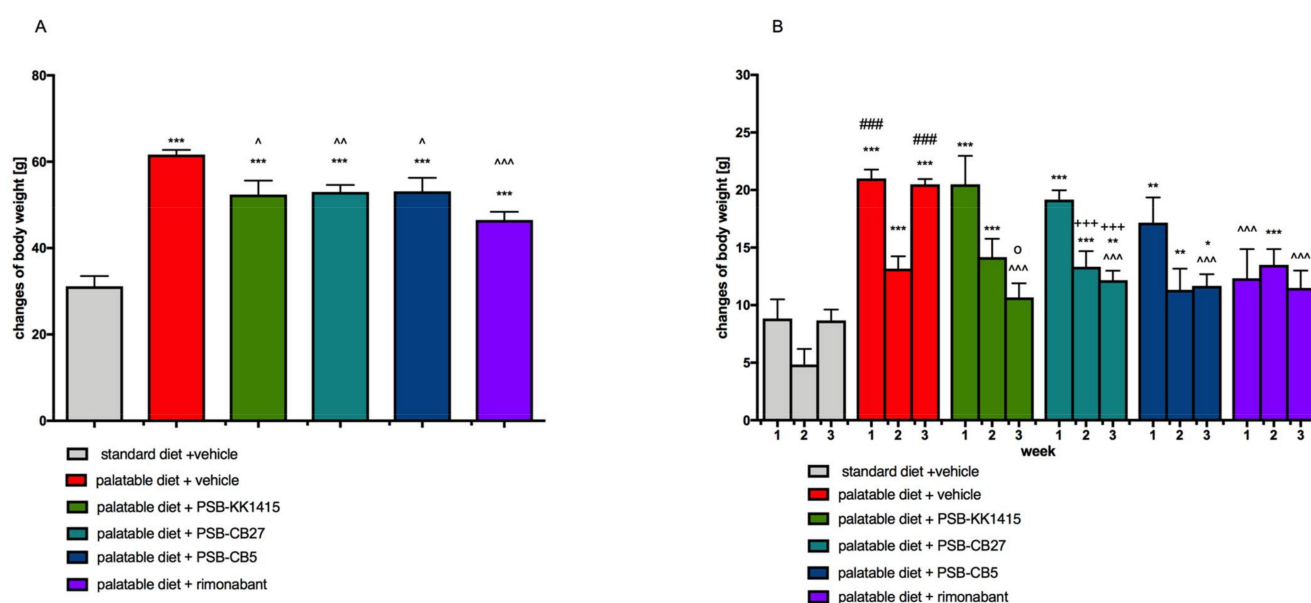 A
changes of body weight [g]
80
60
40
20
0
***
^
***
^^
***
^
***
^^^
***
standard diet +vehicle
palatable diet + vehicle
palatable diet + PSB-KK1415
palatable diet + PSB-CB27
palatable diet + PSB-CB5
palatable diet + rimonabant
B
changes of body weight [g]
30
25
20
15
10
5
0
###
***
***
###
***
***
***
O
^^^
***
+++
***
+++
**
^^^
**
**
*
^^^
^^^
***
^^^
1 2 3 1 2 3 1 2 3 1 2 3 1 2 3 1 2 3
week
standard diet +vehicle
palatable diet + vehicle
palatable diet + PSB-KK1415
palatable diet + PSB-CB27
palatable diet + PSB-CB5
palatable diet + rimonabant